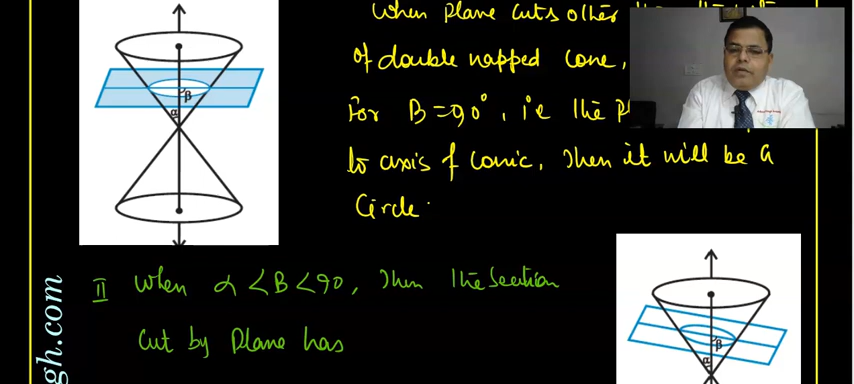 When Plane cuts other
of double napped cone,
β
α
For B = 90°, i.e the
to axis of conic, then it will be a
Circle.
II When α < B < 90, Then The Section
Cut by Plane has
β
α
gh.com